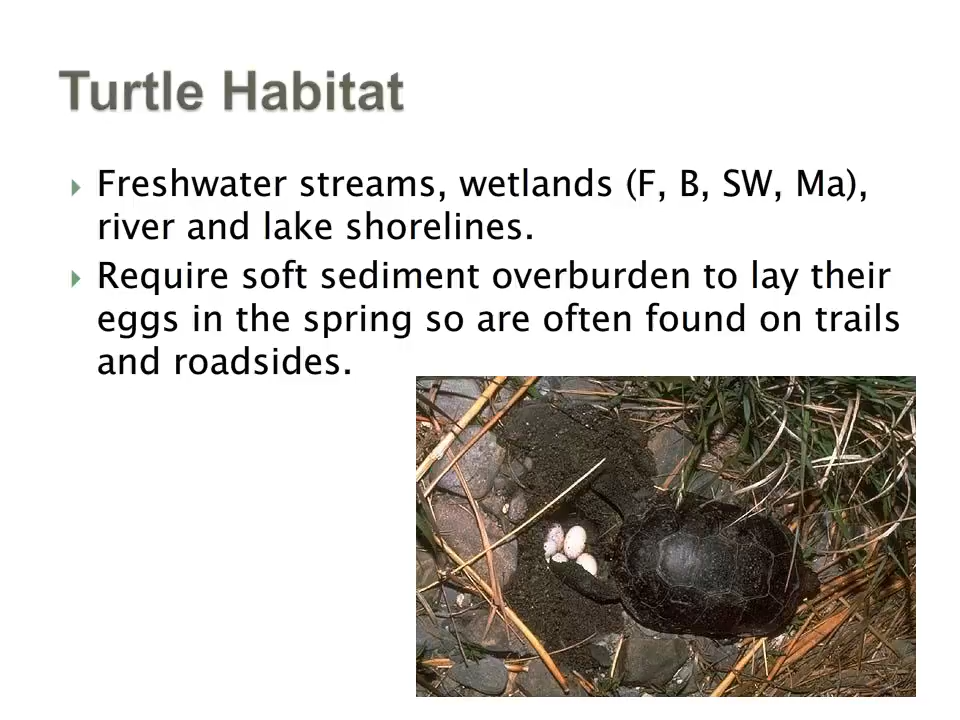 Turtle Habitat
Freshwater streams, wetlands (F, B, SW, Ma),
river and lake shorelines.
Require soft sediment overburden to lay their
eggs in the spring so are often found on trails
and roadsides.